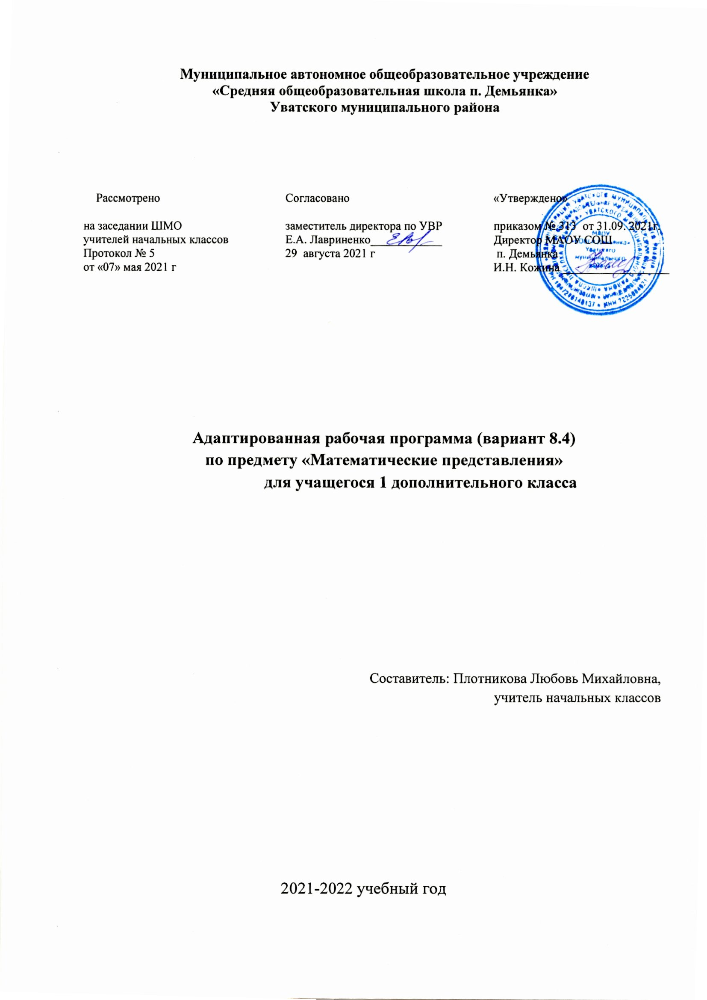 Муниципальное автономное общеобразовательное учреждение
«Средняя общеобразовательная школа п. Демьянка»
Уватского муниципального района
Рассмотрено
на заседании ШМО
учителей начальных классов
Протокол № 5
от «07» мая 2021 г
Согласовано
заместитель директора по УВР
Е.А. Лавриненко
29 августа 2021 г
«Утверждено»
приказом № 313 от 31.09. 2021г.
Директор МАОУ СОШ
п. Демьянка
И.Н. Кожина
МАОУ
Уватского
муниципального
Адаптированная рабочая программа (вариант 8.4)
по предмету «Математические представления»
для учащегося 1 дополнительного класса
Составитель: Плотникова Любовь Михайловна,
учитель начальных классов
2021-2022 учебный год